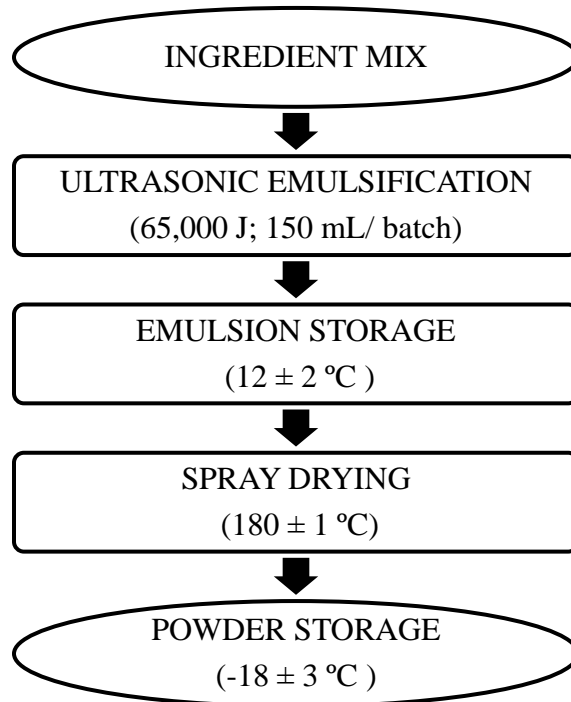 INGREDIENT MIX
ULTRASONIC EMULSIFICATION
(65,000 J; 150 mL/ batch)
EMULSION STORAGE
(12 ± 2 ºC )
SPRAY DRYING
(180 ± 1 ºC)
POWDER STORAGE
(-18 ± 3 ºC )